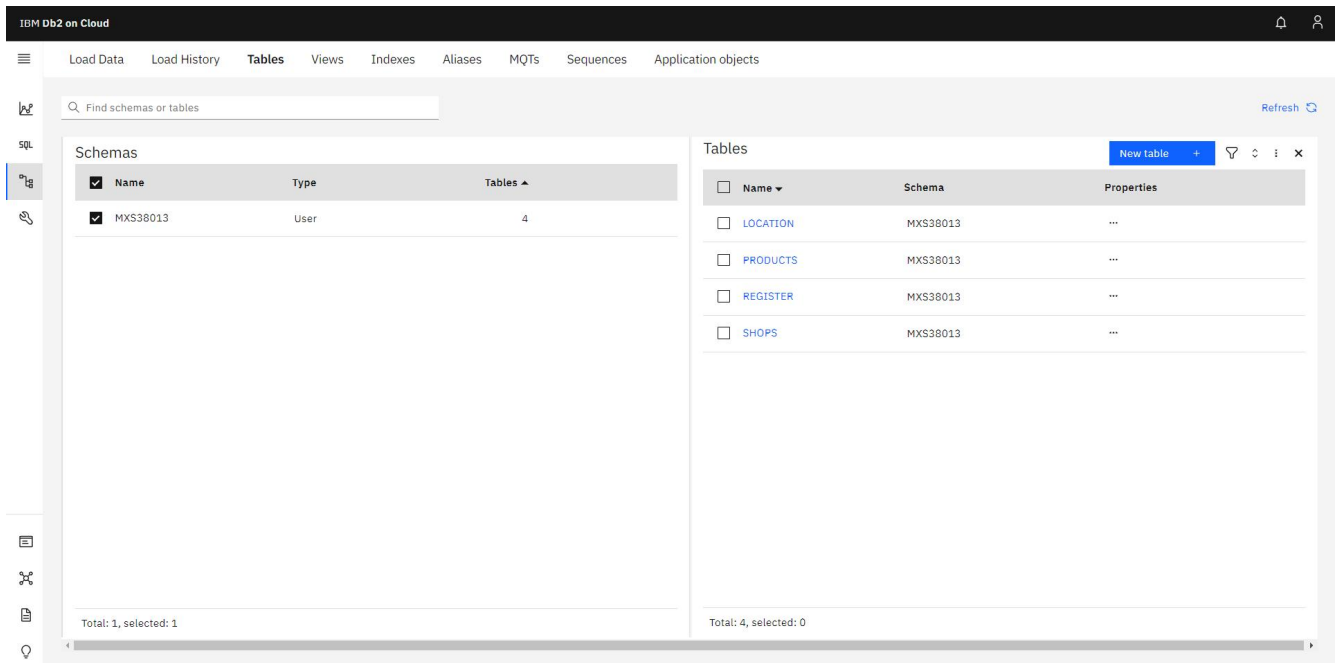 IBM Db2 on Cloud
Load Data Load History Tables Views Indexes Aliases MQTs Sequences Application objects
Find schemas or tables
Refresh
SQL
Schemas
Name Type Tables
MXS38013 User 4
Total: 1, selected: 1
Tables
New table +
Name Schema Properties
LOCATION MXS38013 ...
PRODUCTS MXS38013 ...
REGISTER MXS38013 ...
SHOPS MXS38013 ...
Total: 4, selected: 0